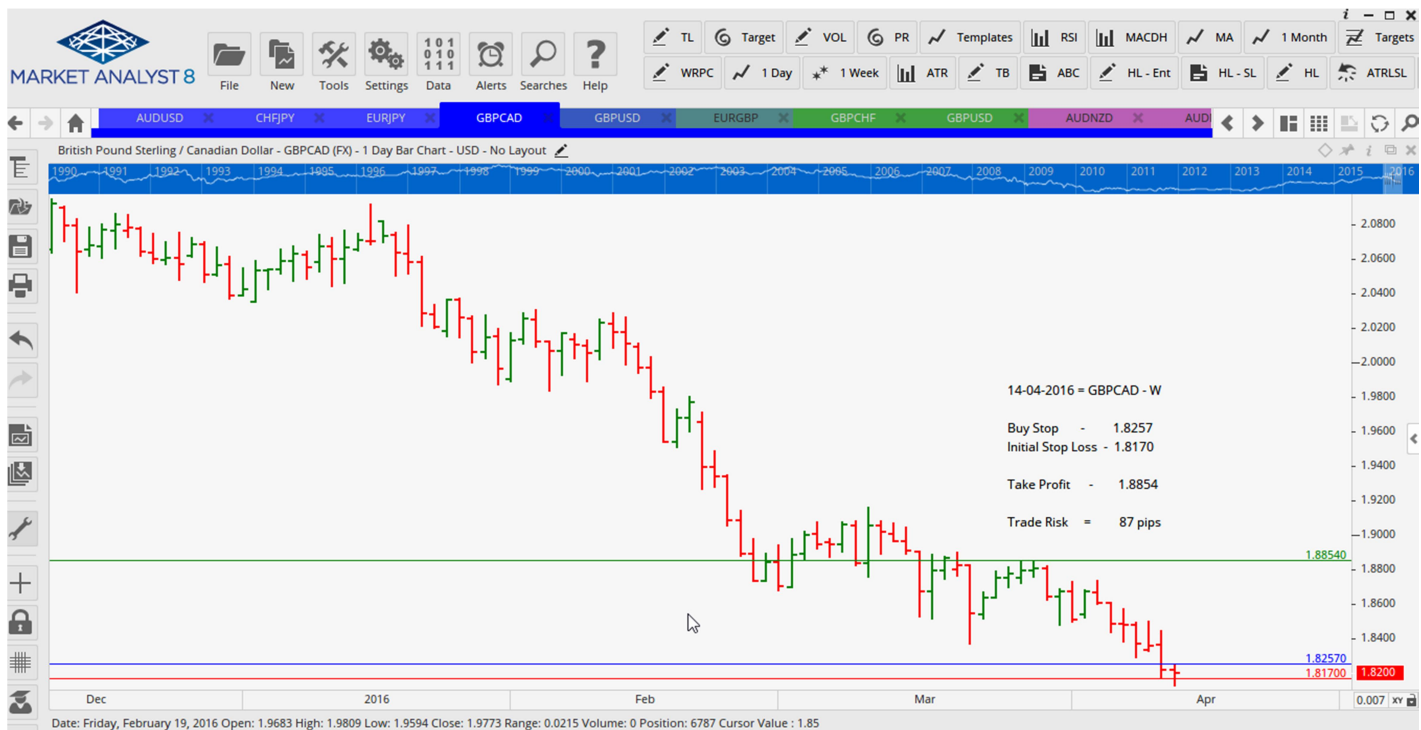 i
MARKET ANALYST 8
File New Tools Settings Data Alerts Searches Help
101
010
111
TL Target VOL PR Templates RSI MACDH MA 1 Month Targets
WRPC 1 Day 1 Week ATR TB ABC HL - Ent HL - SL HL ATRLSL
AUDUSD CHFJPY EURJPY GBPCAD GBPUSD EURGBP GBPCHF GBPUSD AUDNZD
British Pound Sterling / Canadian Dollar - GBPCAD (FX) - 1 Day Bar Chart - USD - No Layout
1990 1991 1992 1993 1994 1995 1996 1997 1998 1999 2000 2001 2002 2003 2004 2005 2006 2007 2008 2009 2010 2011 2012 2013 2014 2015 2016
2.0800
2.0600
2.0400
2.0200
2.0000
1.9800
1.9600
1.9400
1.9200
1.9000
1.8800
1.8600
1.8400
14-04-2016 = GBPCAD - W
Buy Stop - 1.8257
Initial Stop Loss - 1.8170
Take Profit - 1.8854
Trade Risk = 87 pips
1.88540
1.82570
1.81700 1.8200
Dec 2016 Feb Mar Apr 0.007 XY
Date: Friday, February 19, 2016 Open: 1.9683 High: 1.9809 Low: 1.9594 Close: 1.9773 Range: 0.0215 Volume: 0 Position: 6787 Cursor Value : 1.85